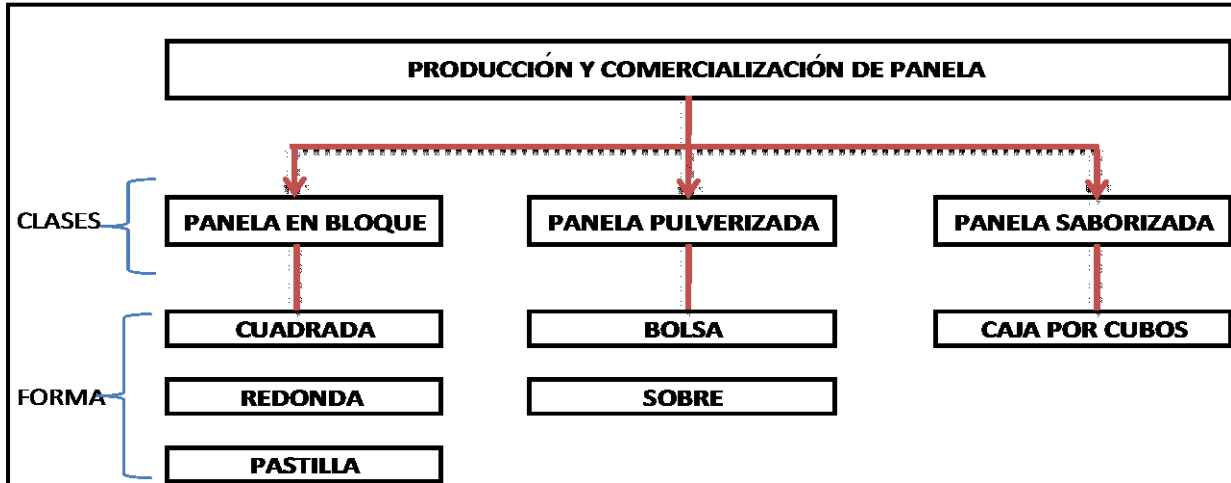 PRODUCCIÓN Y COMERCIALIZACIÓN DE PANELA
CLASES
PANELA EN BLOQUE
PANELA PULVERIZADA
PANELA SABORIZADA
FORMA
CUADRADA
BOLSA
CAJA POR CUBOS
REDONDA
SOBRE
PASTILLA